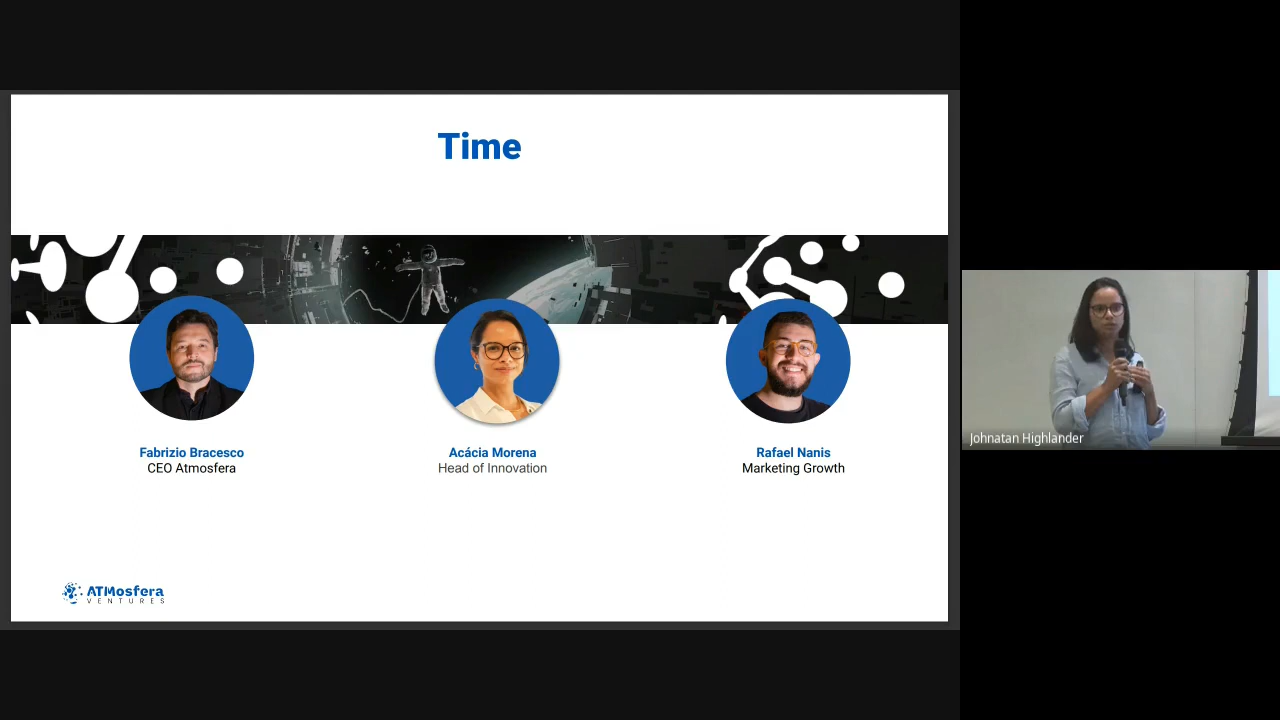 Time
Fabrizio Bracesco
CEO Atmosfera
Acácia Morena
Head of Innovation
Rafael Nanis
Marketing Growth
ATMosfera
VENTURES
Johnatan Highlander